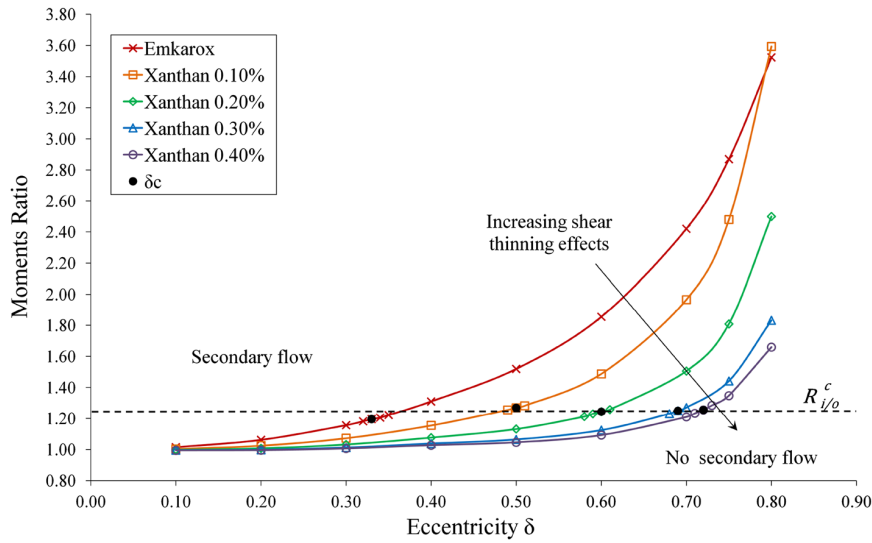 3.80
3.60
3.40
3.20
3.00
2.80
2.60
2.40
2.20
2.00
1.80
1.60
1.40
1.20
1.00
0.80
Moments Ratio
Emkarox
Xanthan 0.10%
Xanthan 0.20%
Xanthan 0.30%
Xanthan 0.40%
δc
Increasing shear
thinning effects
Secondary flow
R i/o c
No secondary flow
0.00 0.10 0.20 0.30 0.40 0.50 0.60 0.70 0.80 0.90
Eccentricity δ